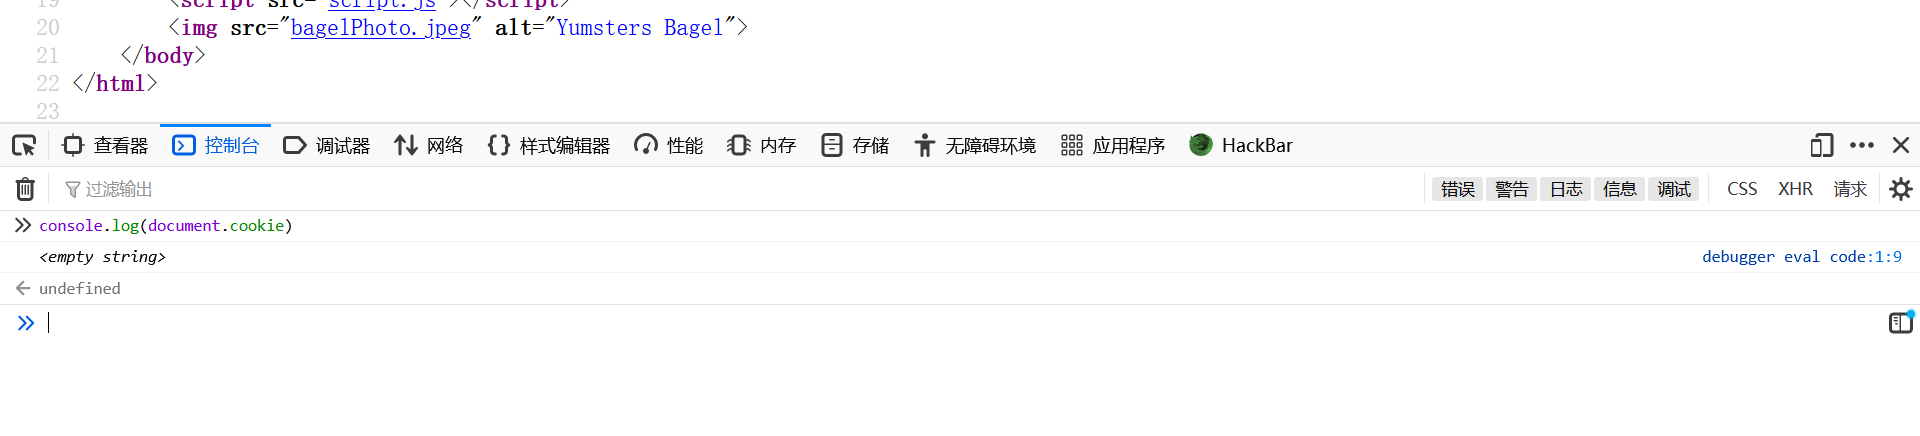 19 <script src="script.js"></script>
20 <img src="bagelPhoto.jpeg" alt="Yumsters Bagel">
21 </body>
22 </html>
23
查看器 控制台 调试器 网络 样式编辑器 性能 内存 存储 无障碍环境 应用程序 HackBar
过滤输出 错误 警告 日志 信息 调试 CSS XHR 请求
console.log(document.cookie)
<empty string> debugger eval code:1:9
undefined